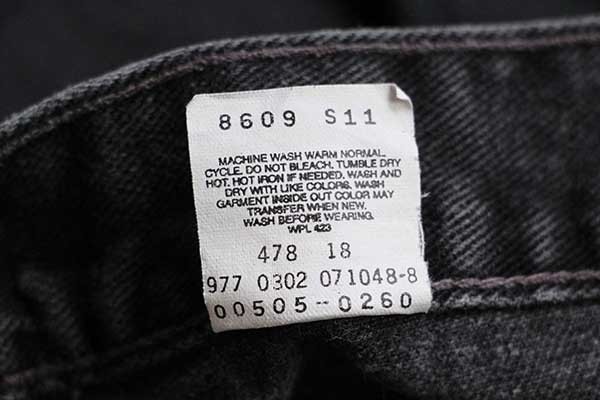 8609 S11
MACHINE WASH WARM NORMAL
CYCLE. DO NOT BLEACH. TUMBLE DRY
HOT. HOT IRON IF NEEDED. WASH AND
DRY WITH LIKE COLORS. WASH
GARMENT INSIDE OUT COLOR MAY
TRANSFER WHEN NEW.
WASH BEFORE WEARING.
WPL 423
478 18
977 0302 071048-8
00505-0260